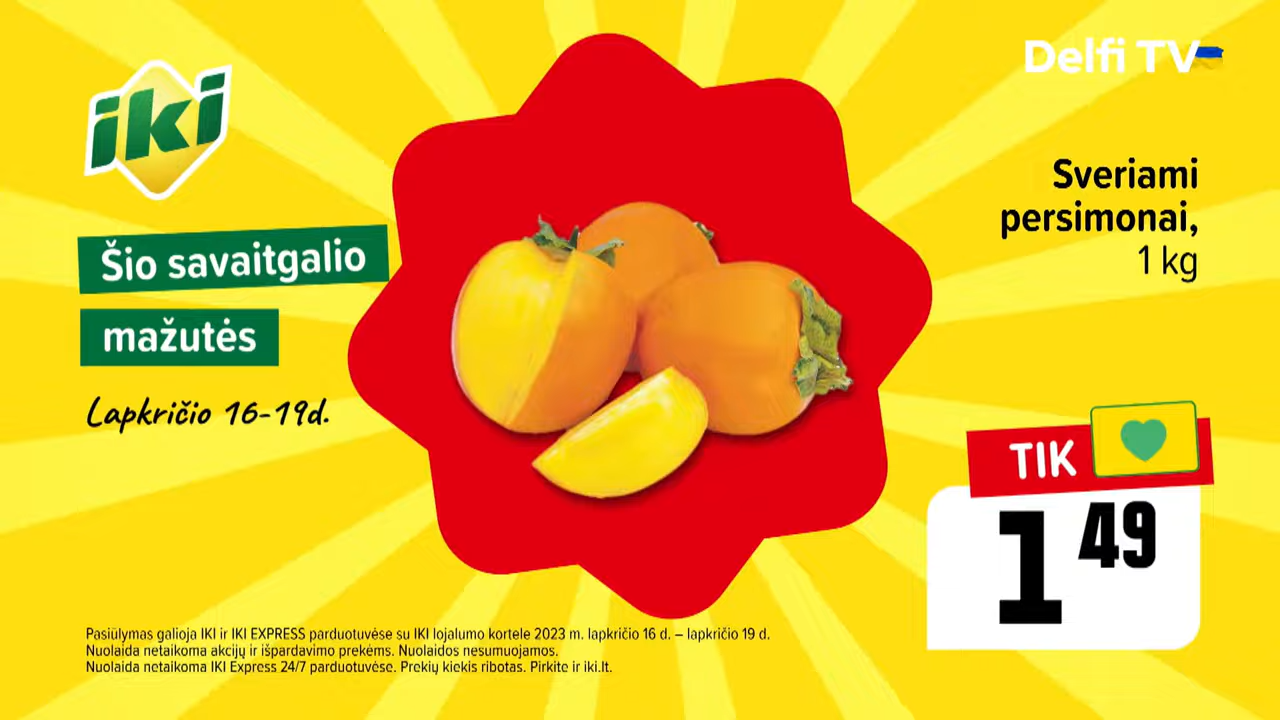 iki
Delfi TV
Šio savaitgalio
mažutės
Lapkričio 16-19d.
Sveriami
persimonai,
1 kg
TIK
1 49
Pasiūlymas galioja IKI ir IKI EXPRESS parduotuvėse su IKI lojalumo kortele 2023 m. lapkričio 16 d. – lapkričio 19 d.
Nuolaida netaikoma akcijų ir išpardavimo prekėms. Nuolaidos nesumuojamos.
Nuolaida netaikoma IKI Express 24/7 parduotuvėse. Prekių kiekis ribotas. Pirkite ir iki.lt.